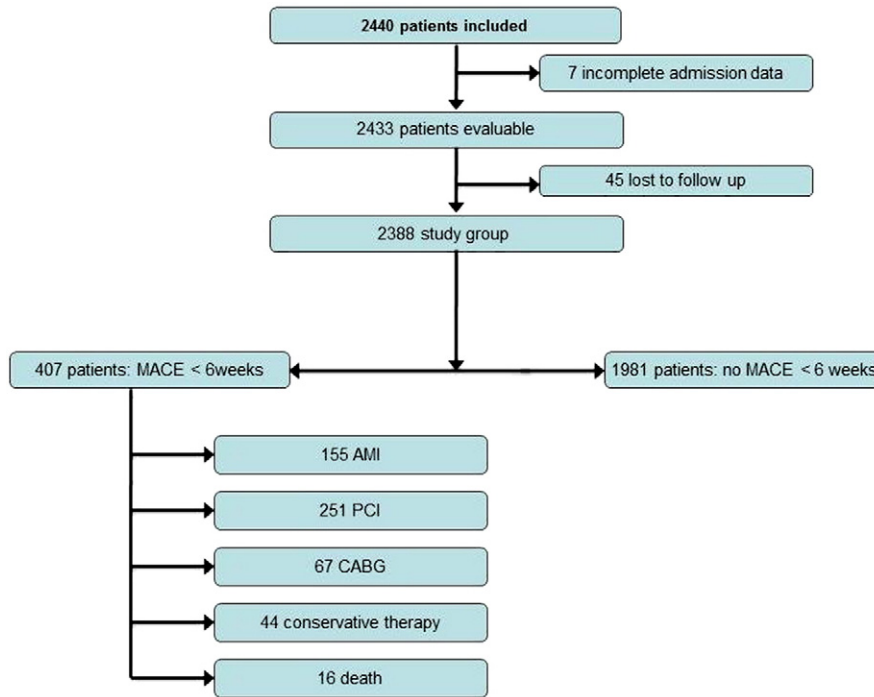 2440 patients included
7 incomplete admission data
2433 patients evaluable
45 lost to follow up
2388 study group
407 patients: MACE < 6weeks
1981 patients: no MACE < 6 weeks
155 AMI
251 PCI
67 CABG
44 conservative therapy
16 death